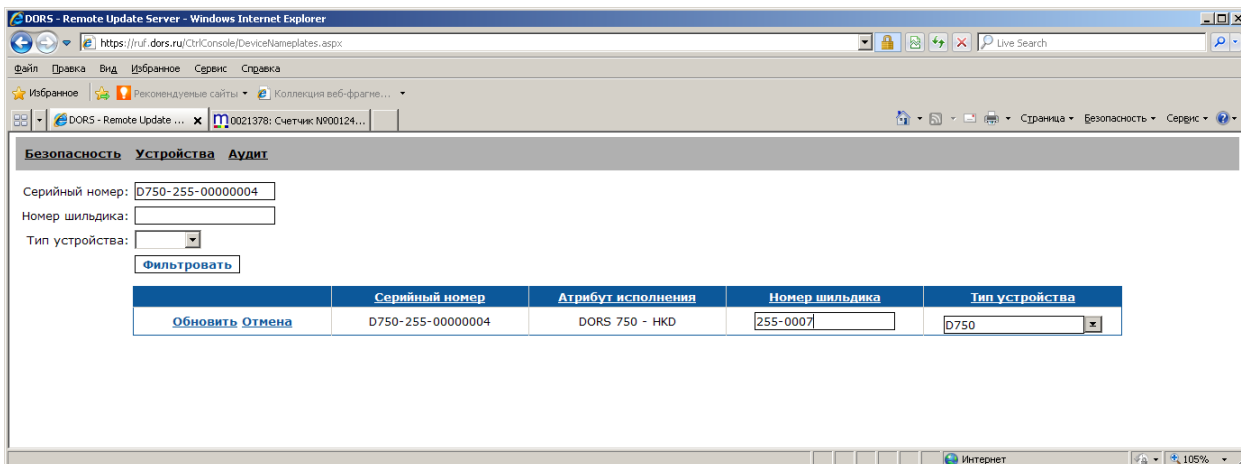 DORS - Remote Update Server - Windows Internet Explorer
https://ruf.dors.ru/CtrlConsole/DeviceNameplates.aspx Live Search
Файл Правка Вид Избранное Сервис Справка
Избранное Рекомендуемые сайты Коллекция веб-фрагме...
DORS - Remote Update ... 0021378: Счетчик №00124... Страница Безопасность Сервис
Безопасность Устройства Аудит
Серийный номер: D750-255-00000004
Номер шильдика:
Тип устройства:
Фильтровать
Серийный номер Атрибут исполнения Номер шильдика Тип устройства
Обновить Отмена D750-255-00000004 DORS 750 - HKD 255-0007 D750
Интернет 105%